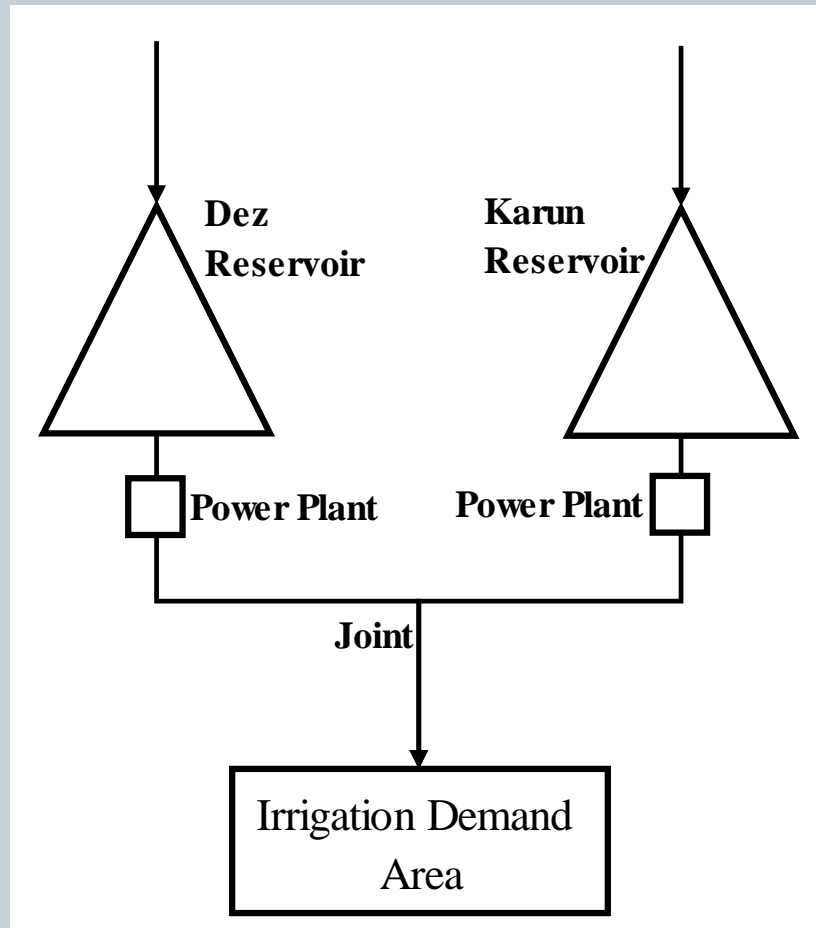 Dez
Reservoir
Karun
Reservoir
Power Plant
Power Plant
Joint
Irrigation Demand
Area